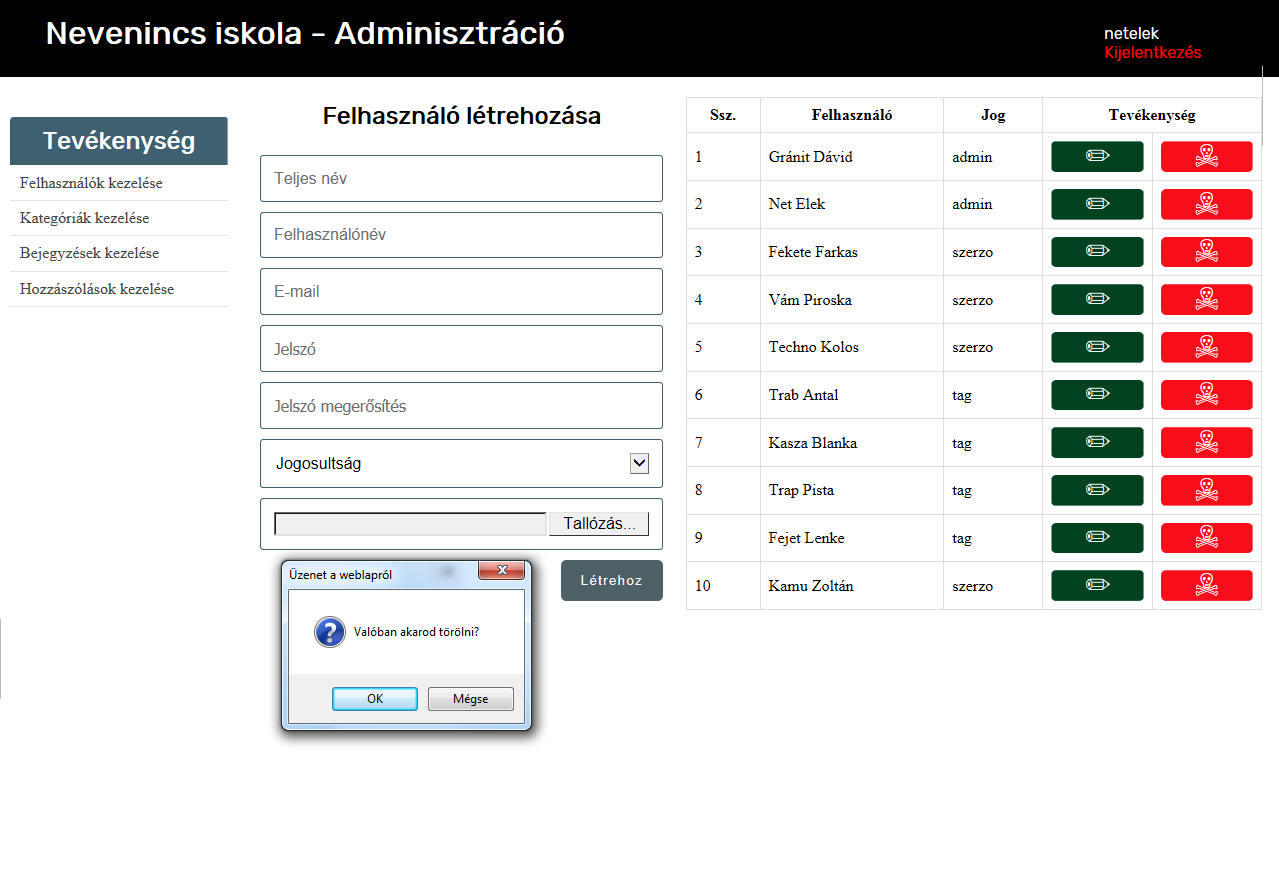 Nevenincs iskola - Adminisztráció
netelek
Kijelentkezés
Tevékenység
Felhasználók kezelése
Kategóriák kezelése
Bejegyzések kezelése
Hozzászólások kezelése
Felhasználó létrehozása
Teljes név
Felhasználónév
E-mail
Jelszó
Jelszó megerősítés
Jogosultság
Tallózás...
Létrehoz
Üzenet a weblapról
Valóban akarod törölni?
OK Mégse
Ssz. Felhasználó Jog Tevékenység
1 Gránit Dávid admin
2 Net Elek admin
3 Fekete Farkas szerzo
4 Vám Piroska szerzo
5 Techno Kolos szerzo
6 Trab Antal tag
7 Kasza Blanka tag
8 Trap Pista tag
9 Fejet Lenke tag
10 Kamu Zoltán szerzo